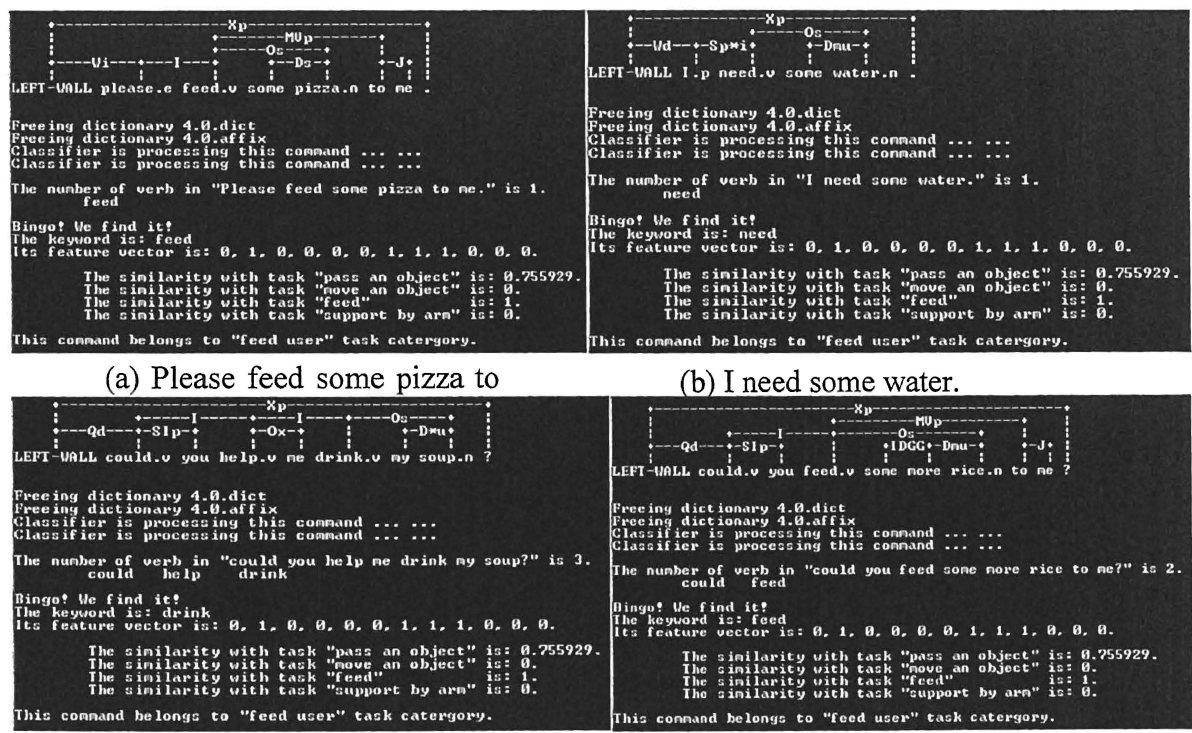 Xp
MVp
Os
Wi I Ds J
LEFT-WALL please.e feed.v some pizza.n to me .
Freeing dictionary 4.0.dict
Freeing dictionary 4.0.affix
Classifier is processing this command ... ...
Classifier is processing this command ... ...
The number of verb in "Please feed some pizza to me." is 1.
feed
Bingo! We find it!
The keyword is: feed
Its feature vector is: 0, 1, 0, 0, 0, 0, 1, 1, 1, 0, 0, 0.
The similarity with task "pass an object" is: 0.755929.
The similarity with task "move an object" is: 0.
The similarity with task "feed" is: 1.
The similarity with task "support by arm" is: 0.
This command belongs to "feed user" task catergory.
(a) Please feed some pizza to
Xp
Os
Wd Sp*i Dmu
LEFT-WALL I.p need.v some water.n .
Freeing dictionary 4.0.dict
Freeing dictionary 4.0.affix
Classifier is processing this command ... ...
Classifier is processing this command ... ...
The number of verb in "I need some water." is 1.
need
Bingo! We find it!
The keyword is: need
Its feature vector is: 0, 1, 0, 0, 0, 0, 1, 1, 1, 0, 0, 0.
The similarity with task "pass an object" is: 0.755929.
The similarity with task "move an object" is: 0.
The similarity with task "feed" is: 1.
The similarity with task "support by arm" is: 0.
This command belongs to "feed user" task catergory.
(b) I need some water.
Xp
I I Os
Qd SIp Ox D*u
LEFT-WALL could.v you help.v me drink.v my soup.n ?
Freeing dictionary 4.0.dict
Freeing dictionary 4.0.affix
Classifier is processing this command ... ...
Classifier is processing this command ... ...
The number of verb in "could you help me drink my soup?" is 3.
could help drink
Bingo! We find it!
The keyword is: drink
Its feature vector is: 0, 1, 0, 0, 0, 0, 1, 1, 1, 0, 0, 0.
The similarity with task "pass an object" is: 0.755929.
The similarity with task "move an object" is: 0.
The similarity with task "feed" is: 1.
The similarity with task "support by arm" is: 0.
This command belongs to "feed user" task catergory.
Xp
MVp
I Os
Qd SIp IDGG Dmu J
LEFT-WALL could.v you feed.v some more rice.n to me ?
Freeing dictionary 4.0.dict
Freeing dictionary 4.0.affix
Classifier is processing this command ... ...
Classifier is processing this command ... ...
The number of verb in "could you feed some more rice to me?" is 2.
could feed
Bingo! We find it!
The keyword is: feed
Its feature vector is: 0, 1, 0, 0, 0, 0, 1, 1, 1, 0, 0, 0.
The similarity with task "pass an object" is: 0.755929.
The similarity with task "move an object" is: 0.
The similarity with task "feed" is: 1.
The similarity with task "support by arm" is: 0.
This command belongs to "feed user" task catergory.